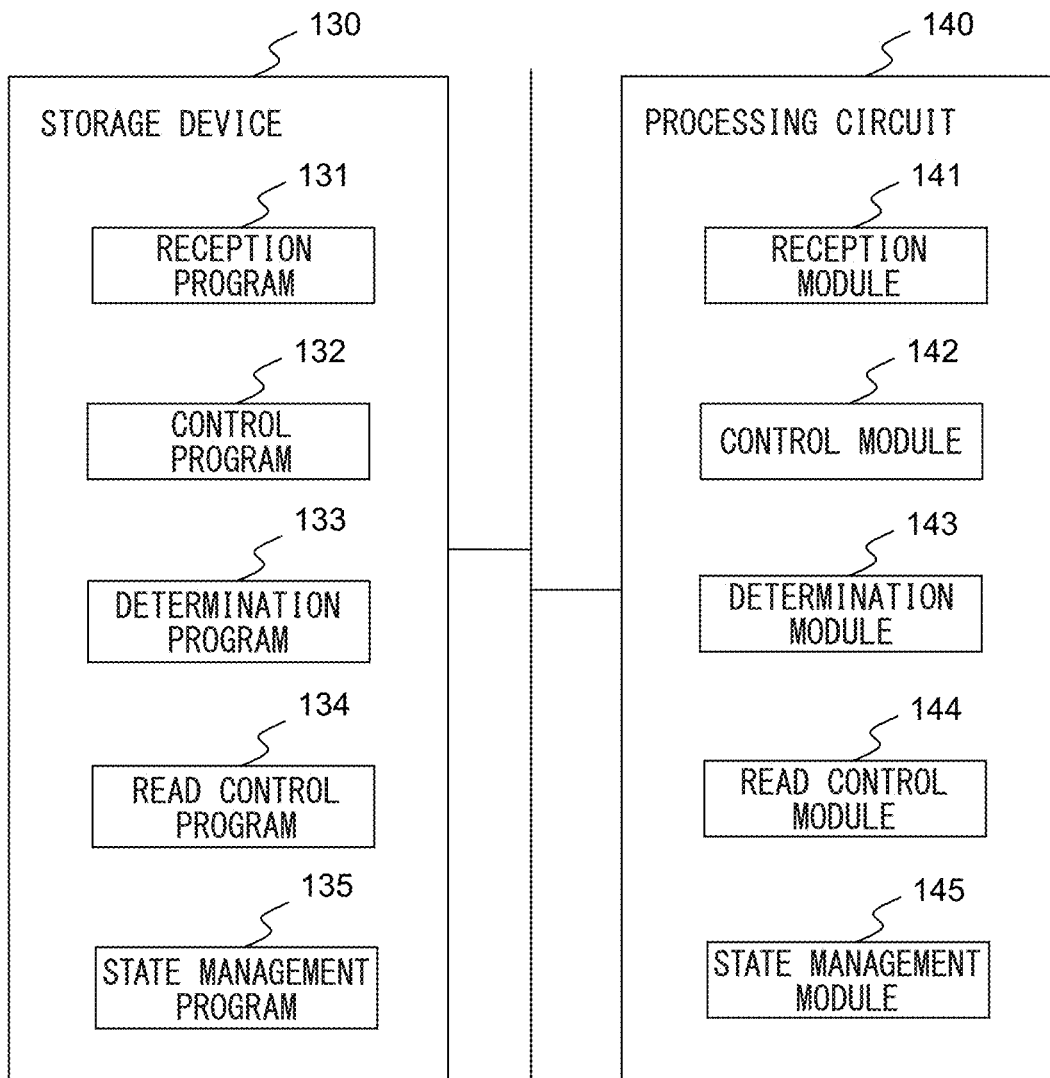 130
STORAGE DEVICE
131
RECEPTION
PROGRAM
132
CONTROL
PROGRAM
133
DETERMINATION
PROGRAM
134
READ CONTROL
PROGRAM
135
STATE MANAGEMENT
PROGRAM
140
PROCESSING CIRCUIT
141
RECEPTION
MODULE
142
CONTROL MODULE
143
DETERMINATION
MODULE
144
READ CONTROL
MODULE
145
STATE MANAGEMENT
MODULE